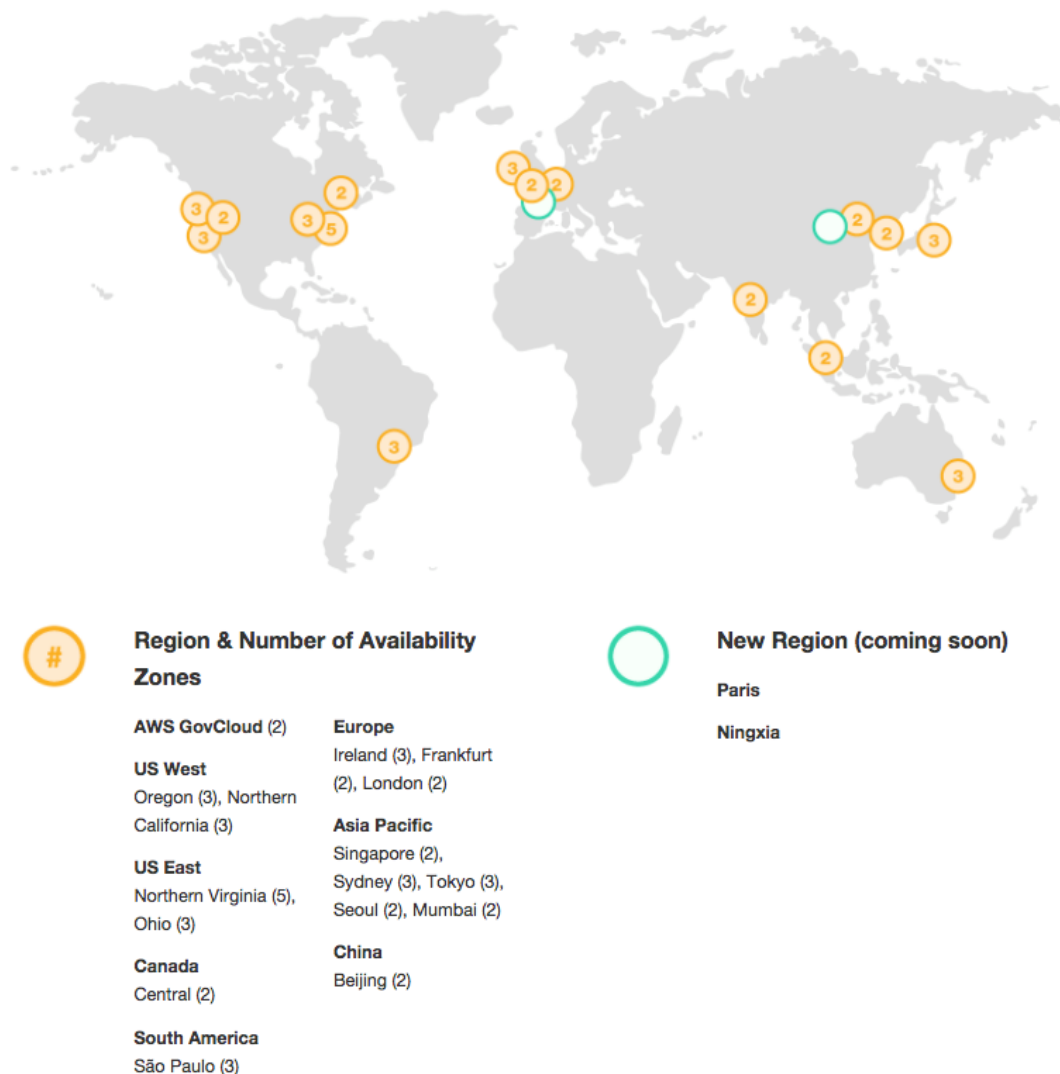 3
2
3
3
5
2
3
2
2
2
2
3
2
2
3
3
#
Region & Number of Availability
Zones
AWS GovCloud (2)
US West
Oregon (3), Northern
California (3)
US East
Northern Virginia (5),
Ohio (3)
Canada
Central (2)
South America
São Paulo (3)
Europe
Ireland (3), Frankfurt
(2), London (2)
Asia Pacific
Singapore (2),
Sydney (3), Tokyo (3),
Seoul (2), Mumbai (2)
China
Beijing (2)
New Region (coming soon)
Paris
Ningxia